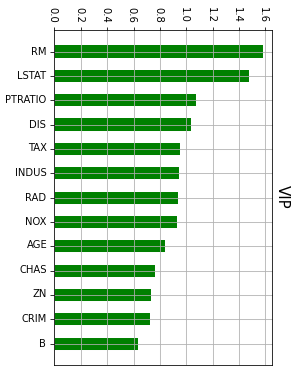 0.0 0.2 0.4 0.6 0.8 1.0 1.2 1.4 1.6
RM
LSTAT
PTRATIO
DIS
TAX
INDUS
RAD
NOX
AGE
CHAS
ZN
CRIM
B
VIP